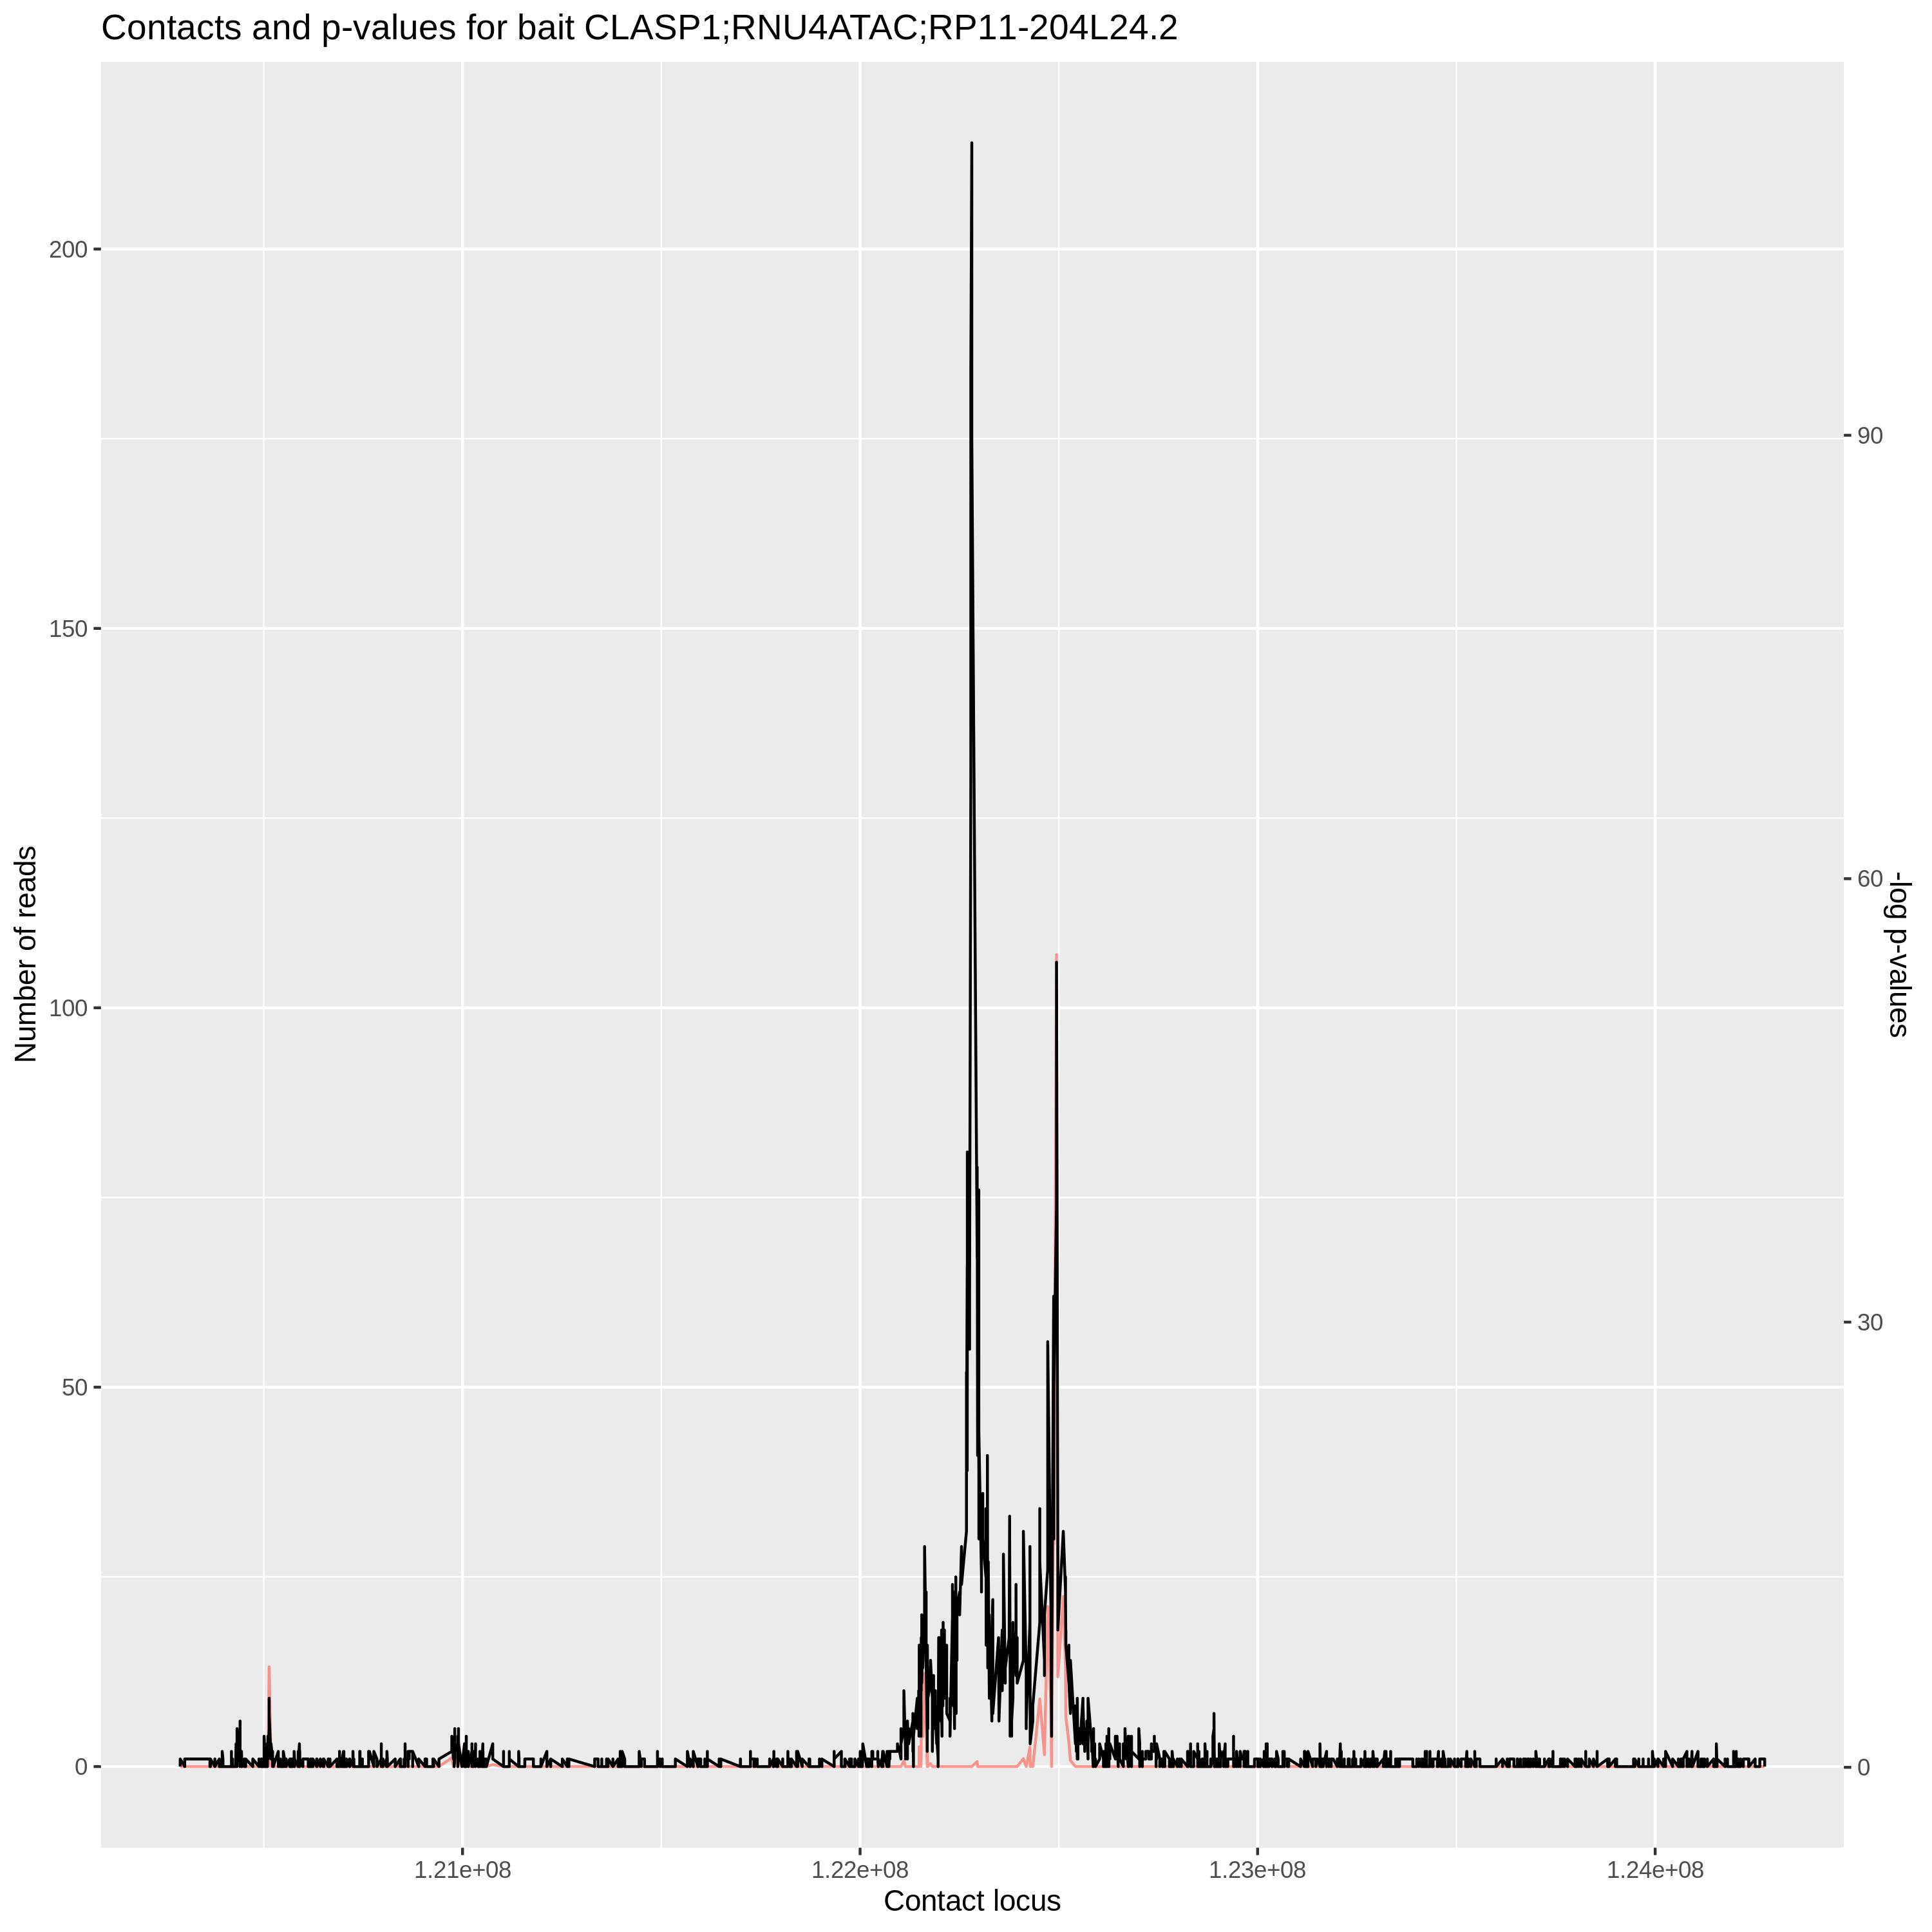 Contacts and p-values for bait CLASP1;RNU4ATAC;RP11-204L24.2
Number of reads
200
150
100
50
0
90
60
30
0
-log p-values
1.21e+08
1.22e+08
1.23e+08
1.24e+08
Contact locus